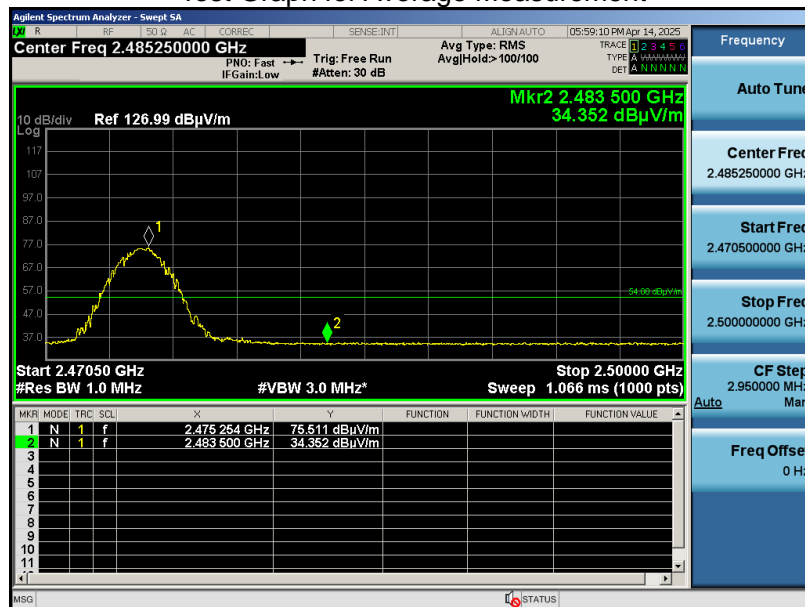 Test Graph for Average Measurement
Agilent Spectrum Analyzer - Swept SA
R RF 50 Ω AC CORREC SENSE:INT ALIGN AUTO 05:59:10 PM Apr 14, 2025
Center Freq 2.485250000 GHz
PNO: Fast
IFGain:Low
Trig: Free Run
#Atten: 30 dB
Avg Type: RMS
Avg|Hold:>100/100
TRACE 1 2 3 4 5 6
TYPE A WWWWW
DET A N N N N N
Mkr2 2.483 500 GHz
34.352 dBµV/m
10 dB/div Ref 126.99 dBµV/m
Log
117
107
97.0
87.0
77.0
67.0
57.0
47.0
37.0
1
2
54.00 dBµV/m
Start 2.47050 GHz Stop 2.50000 GHz
#Res BW 1.0 MHz #VBW 3.0 MHz* Sweep 1.066 ms (1000 pts)
MKR MODE TRC SCL X Y FUNCTION FUNCTION WIDTH FUNCTION VALUE
1 N 1 f 2.475 254 GHz 75.511 dBµV/m
2 N 1 f 2.483 500 GHz 34.352 dBµV/m
3
4
5
6
7
8
9
10
11
MSG STATUS
Frequency
Auto Tune
Center Freq
2.485250000 GHz
Start Freq
2.470500000 GHz
Stop Freq
2.500000000 GHz
CF Step
2.950000 MHz
Auto Man
Freq Offset
0 Hz